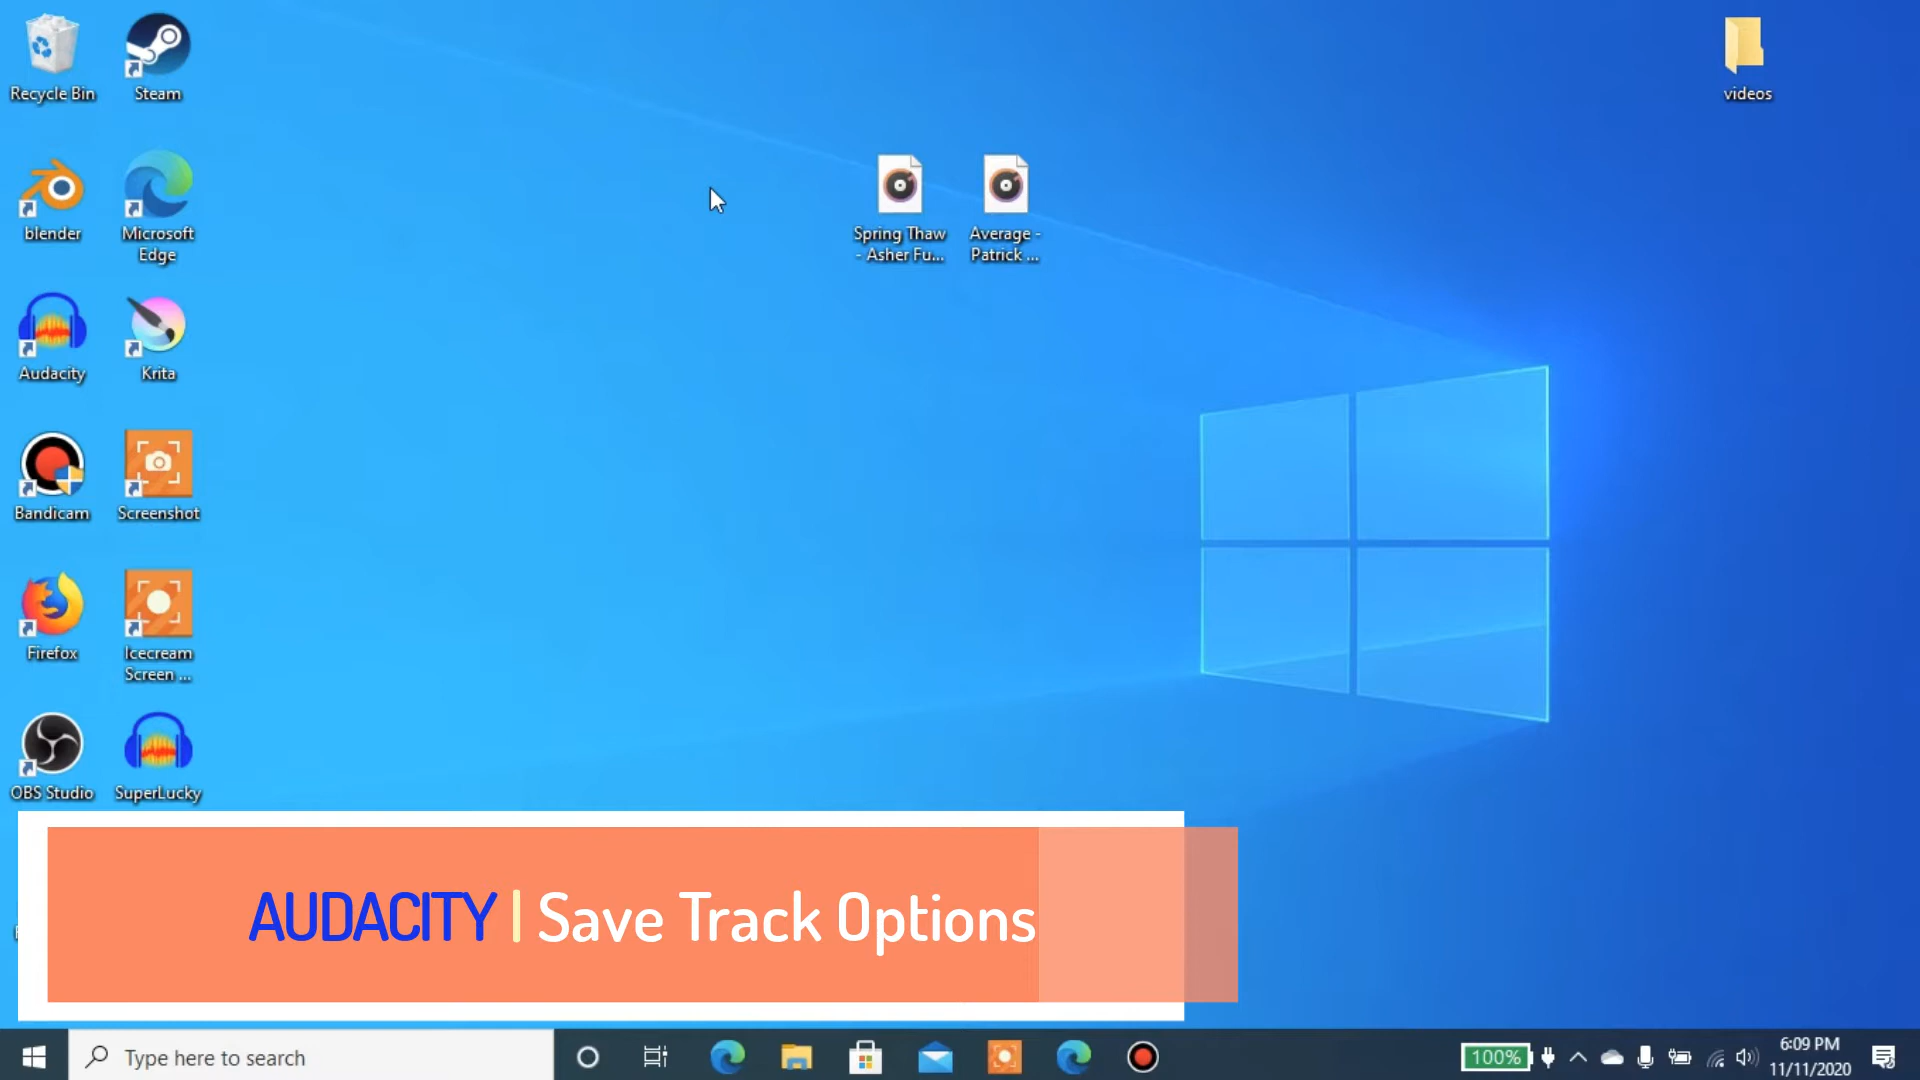 Recycle Bin
Steam
videos
blender
Microsoft
Edge
Spring Thaw
- Asher Fu...
Average -
Patrick ...
Audacity
Krita
Bandicam
Screenshot
Firefox
Icecream
Screen ...
OBS Studio
SuperLucky
AUDACITY | Save Track Options
Type here to search
100%
6:09 PM
11/11/2020